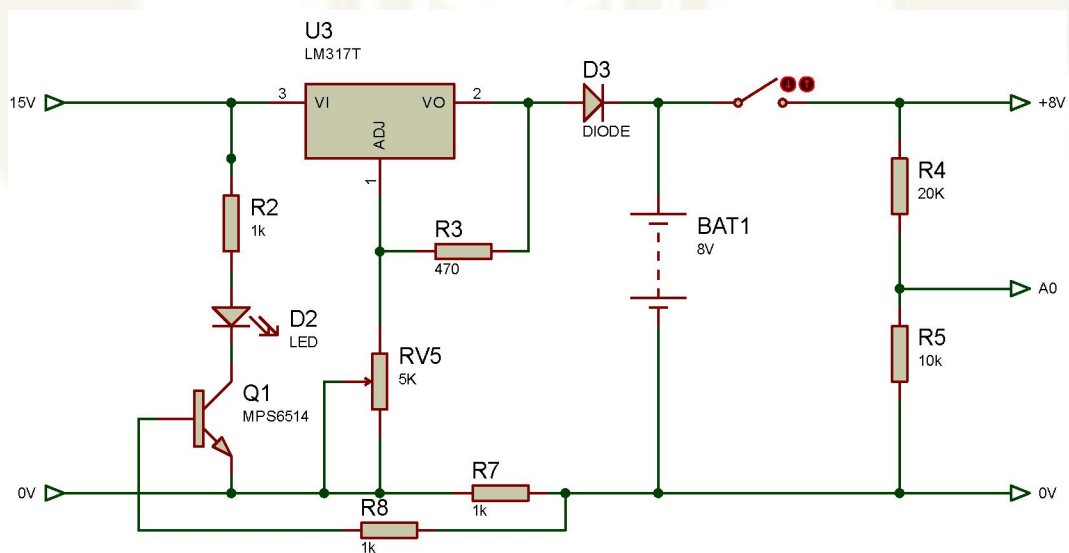 U3
LM317T
15V
3
VI
VO
2
ADJ
1
D3
DIODE
+8V
R2
1k
R3
470
BAT1
8V
R4
20K
A0
D2
LED
RV5
5K
R5
10k
Q1
MPS6514
0V
R7
1k
0V
R8
1k